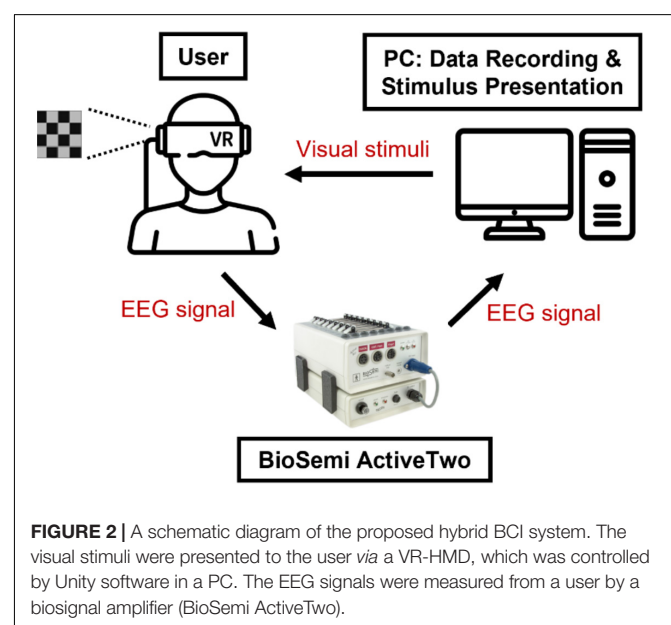 User
PC: Data Recording &
Stimulus Presentation
VR
Visual stimuli
EEG signal
EEG signal
BioSemi ActiveTwo
FIGURE 2 | A schematic diagram of the proposed hybrid BCI system. The
visual stimuli were presented to the user via a VR-HMD, which was controlled
by Unity software in a PC. The EEG signals were measured from a user by a
biosignal amplifier (BioSemi ActiveTwo).